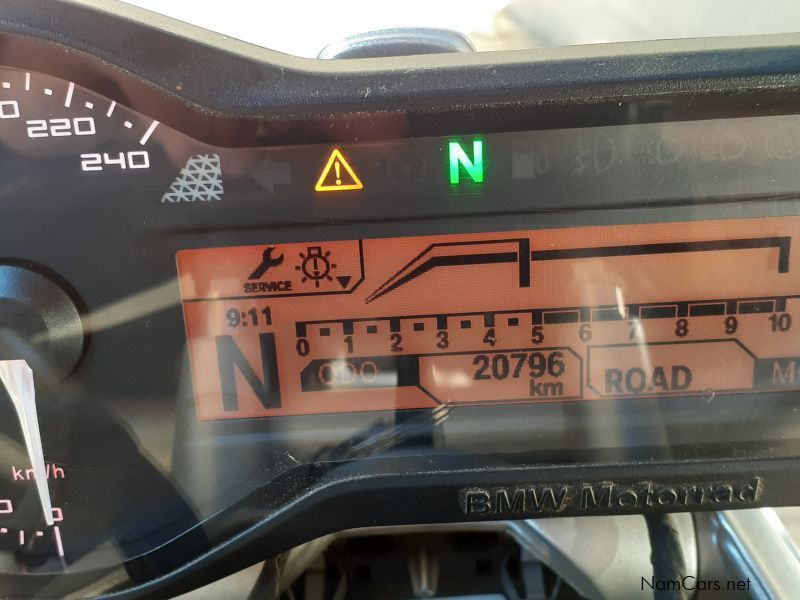 220
240
N
SERVICE
9:11
N
0 1 2 3 4 5 6 7 8 9 10
ODO 20796 km ROAD
km/h
0
BMW Motorrad
NamCars.net